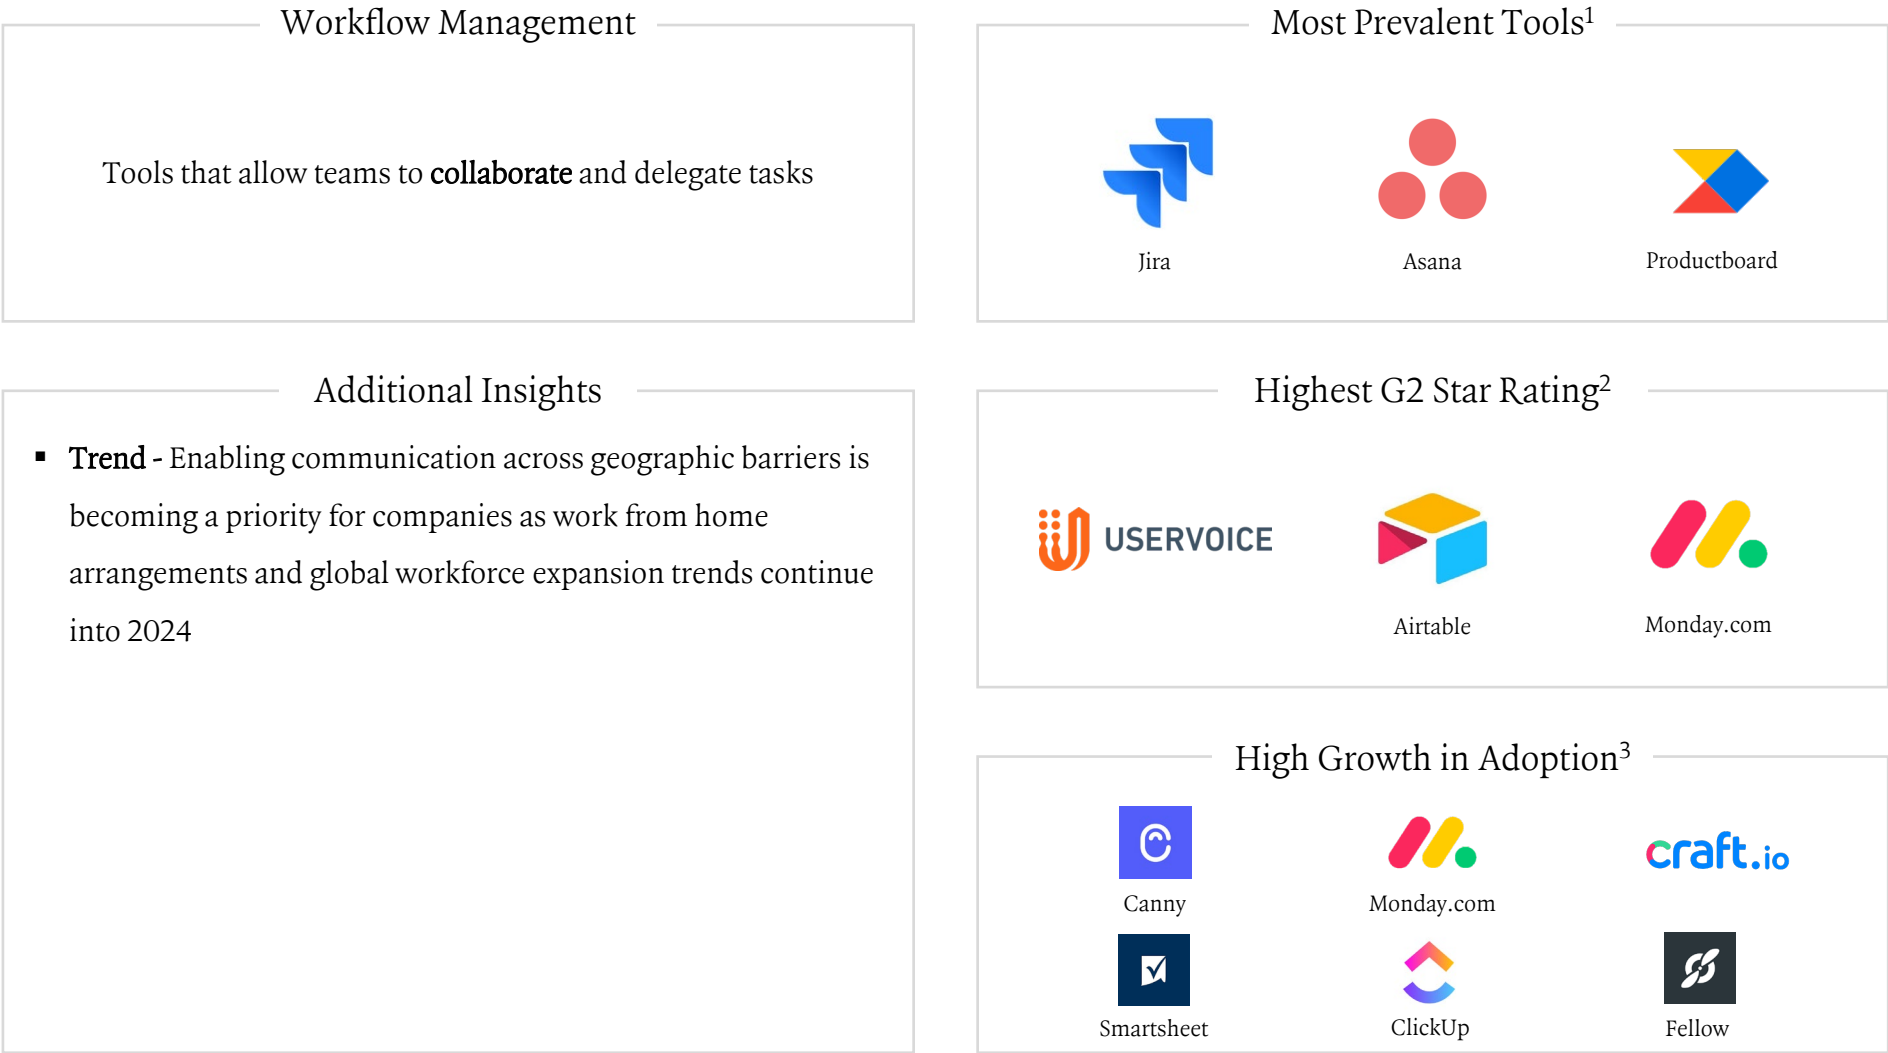 Workflow Management
Tools that allow teams to collaborate and delegate tasks
Additional Insights
▪ Trend - Enabling communication across geographic barriers is
becoming a priority for companies as work from home
arrangements and global workforce expansion trends continue
into 2024
Most Prevalent Tools¹
Jira
Asana
Productboard
Highest G2 Star Rating²
USERVOICE
Airtable
Monday.com
High Growth in Adoption³
craft.io
Canny
Monday.com
Smartsheet
ClickUp
Fellow